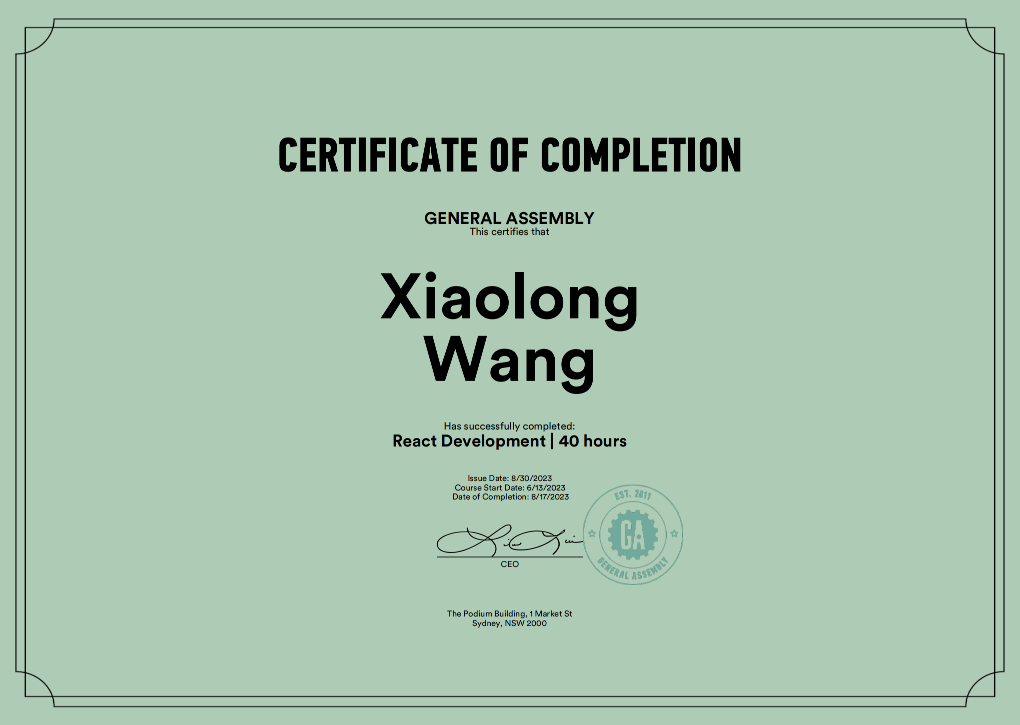 CERTIFICATE OF COMPLETION
GENERAL ASSEMBLY
This certifies that
Xiaolong
Wang
Has successfully completed:
React Development | 40 hours
Issue Date: 8/30/2023
Course Start Date: 6/13/2023
Date of Completion: 8/17/2023
EST. 2011
GA
GENERAL ASSEMBLY
CEO
The Podium Building, 1 Market St
Sydney, NSW 2000